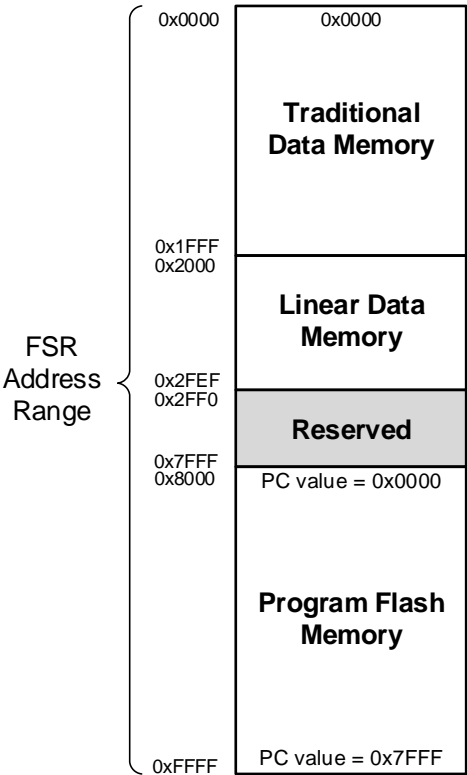 0x0000
0x0000
Traditional
Data Memory
0x1FFF
0x2000
Linear Data
Memory
FSR
Address
Range
0x2FEF
0x2FF0
Reserved
0x7FFF
0x8000
PC value = 0x0000
Program Flash
Memory
0xFFFF
PC value = 0x7FFF